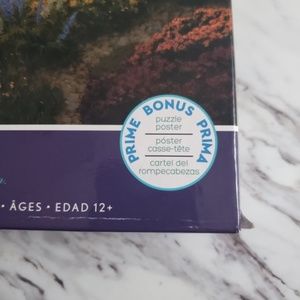 PRIME BONUS PRIMA
puzzle
poster
póster
casse-tête
cartel del
rompecabezas
• ÂGES • EDAD 12+